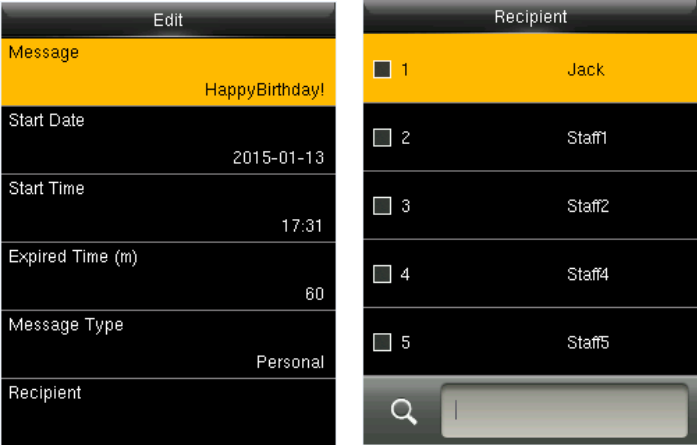 Edit
Message
HappyBirthday!
Start Date
2015-01-13
Start Time
17:31
Expired Time (m)
60
Message Type
Personal
Recipient
Recipient
1 Jack
2 Staff1
3 Staff2
4 Staff4
5 Staff5